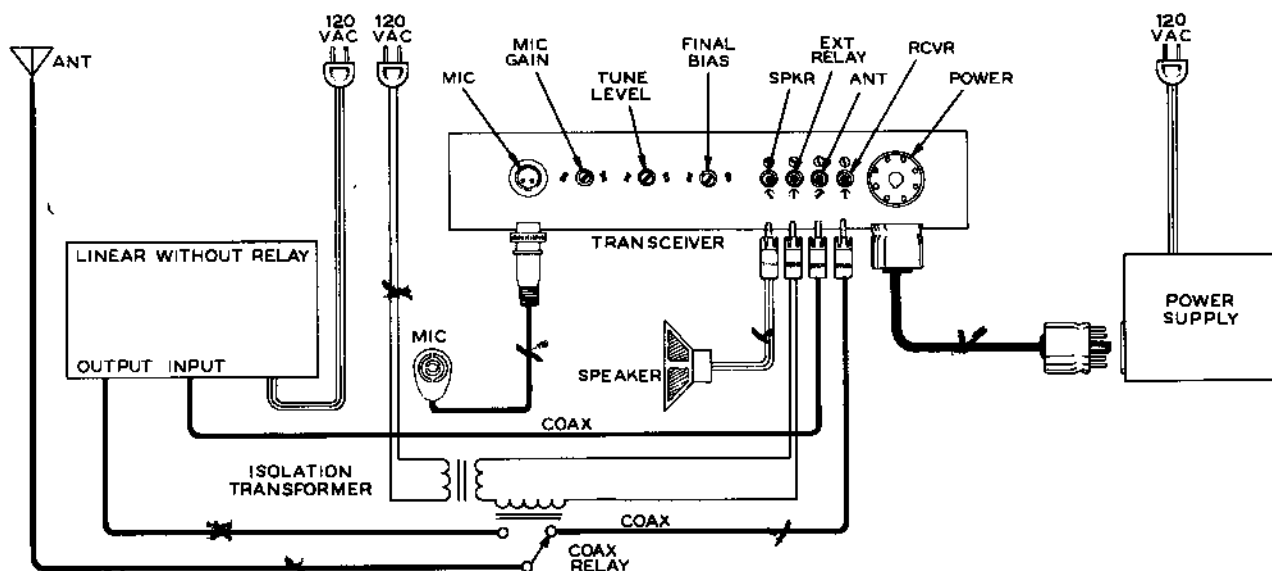 120
VAC
120
VAC
120
VAC
ANT
MIC
MIC
GAIN
TUNE
LEVEL
FINAL
BIAS
SPKR
EXT
RELAY
ANT
RCVR
POWER
TRANSCEIVER
LINEAR WITHOUT RELAY
OUTPUT INPUT
MIC
SPEAKER
POWER
SUPPLY
COAX
ISOLATION
TRANSFORMER
COAX
COAX
RELAY